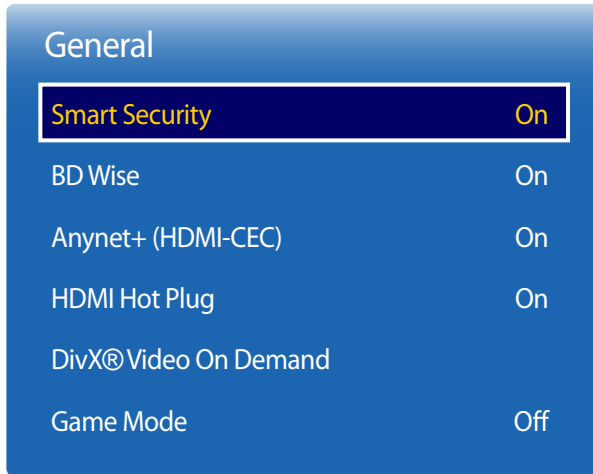 General
Smart Security On
BD Wise On
Anynet+ (HDMI-CEC) On
HDMI Hot Plug On
DivX® Video On Demand
Game Mode Off